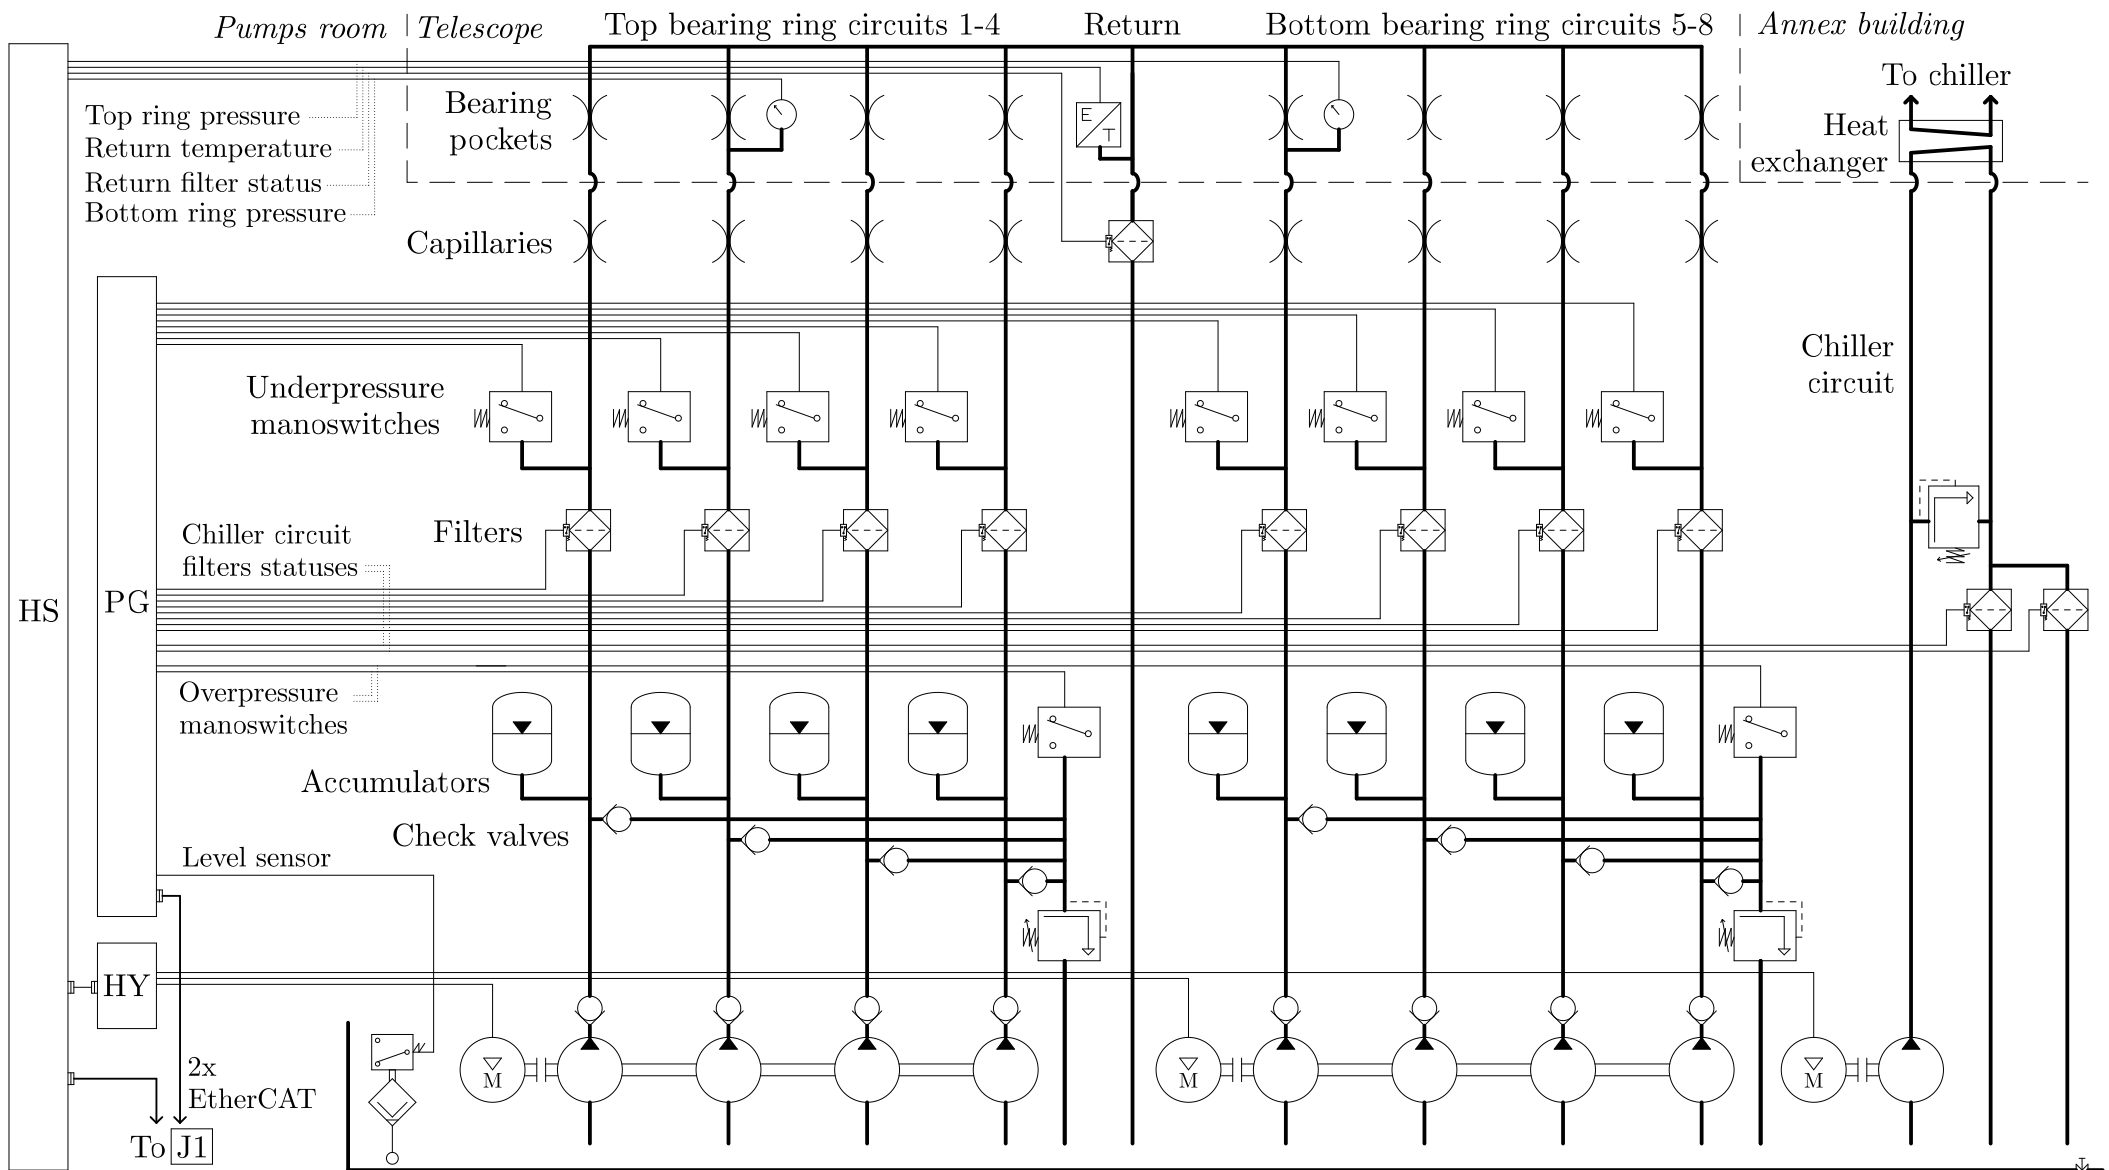 Pumps room
Telescope
Top bearing ring circuits 1-4
Return
Bottom bearing ring circuits 5-8
Annex building
To chiller
Bearing
pockets
E
T
Heat
exchanger
Top ring pressure
Return temperature
Return filter status
Bottom ring pressure
Capillaries
Chiller
circuit
Underpressure
manoswitches
Filters
Chiller circuit
filters statuses
HS
PG
Overpressure
manoswitches
Accumulators
Check valves
Level sensor
HY
M
M
M
2x
EtherCAT
To J1